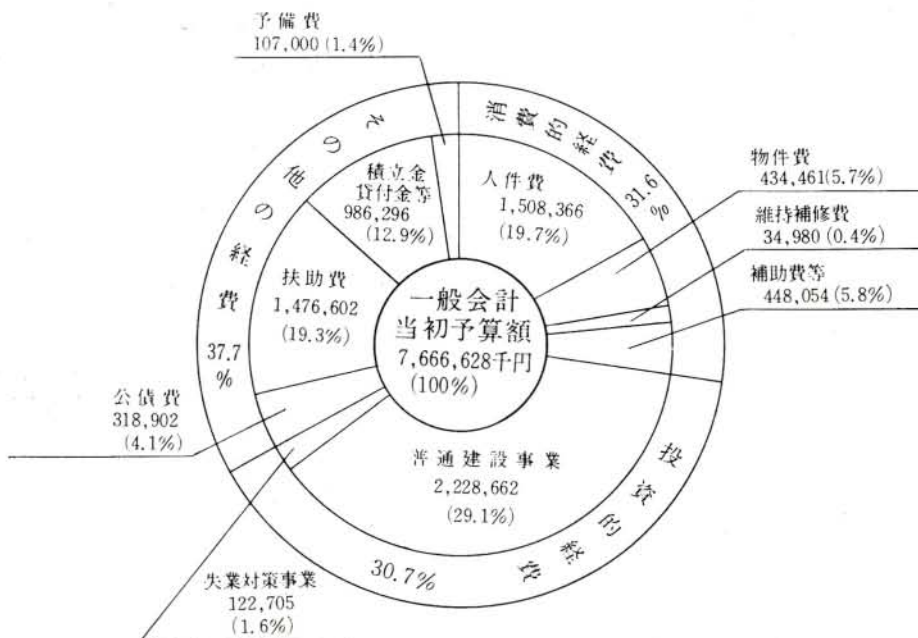 予備費
107,000(1.4%)
消費的経費
31.6
%
人件費
1,508,366
(19.7%)
物件費
434,461(5.7%)
維持補修費
34,980(0.4%)
補助費等
448,054(5.8%)
投資的経費
30.7%
普通建設事業
2,228,662
(29.1%)
失業対策事業
122,705
(1.6%)
その他の経費
37.7
%
公債費
318,902
(4.1%)
扶助費
1,476,602
(19.3%)
積立金
貸付金等
986,296
(12.9%)
一般会計
当初予算額
7,666,628千円
(100%)